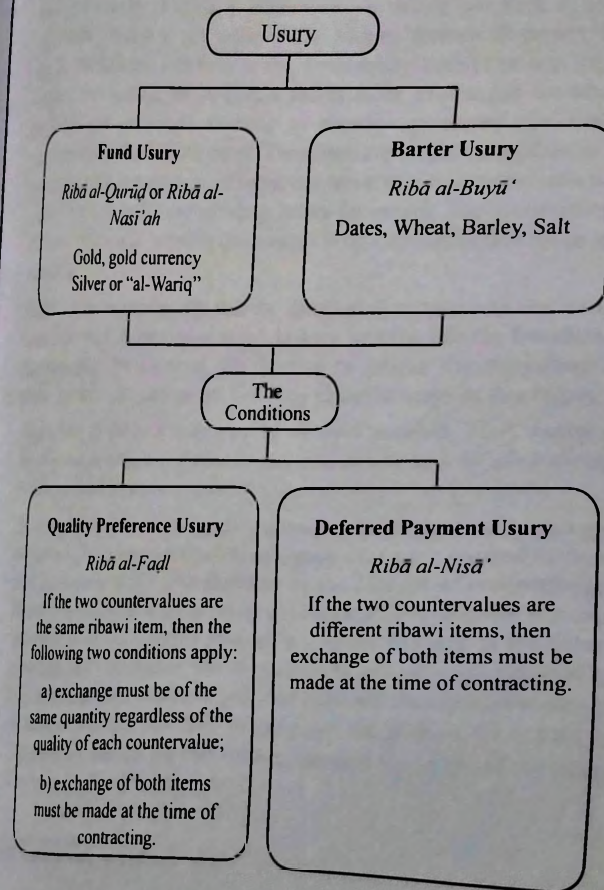 Usury
Fund Usury
Ribā al-Qurūḍ or Ribā al-
Nasī'ah
Gold, gold currency
Silver or "al-Wariq"
Barter Usury
Ribā al-Buyū‘
Dates, Wheat, Barley, Salt
The
Conditions
Quality Preference Usury
Ribā al-Faḍl
If the two countervalues are
the same ribawi item, then the
following two conditions apply:
a) exchange must be of the
same quantity regardless of the
quality of each countervalue;
b) exchange of both items
must be made at the time of
contracting.
Deferred Payment Usury
Ribā al-Nisā'
If the two countervalues are
different ribawi items, then
exchange of both items must be
made at the time of contracting.